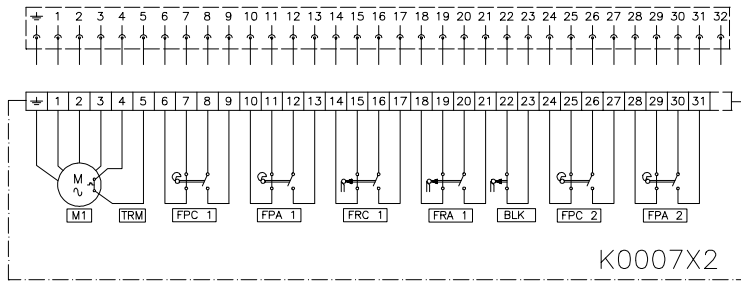 1 2 3 4 5 6 7 8 9 10 11 12 13 14 15 16 17 18 19 20 21 22 23 24 25 26 27 28 29 30 31 32
1 2 3 4 5 6 7 8 9 10 11 12 13 14 15 16 17 18 19 20 21 22 23 24 25 26 27 28 29 30 31
M
M1 TRM FPC 1 FPA 1 FRC 1 FRA 1 BLK FPC 2 FPA 2
K0007X2